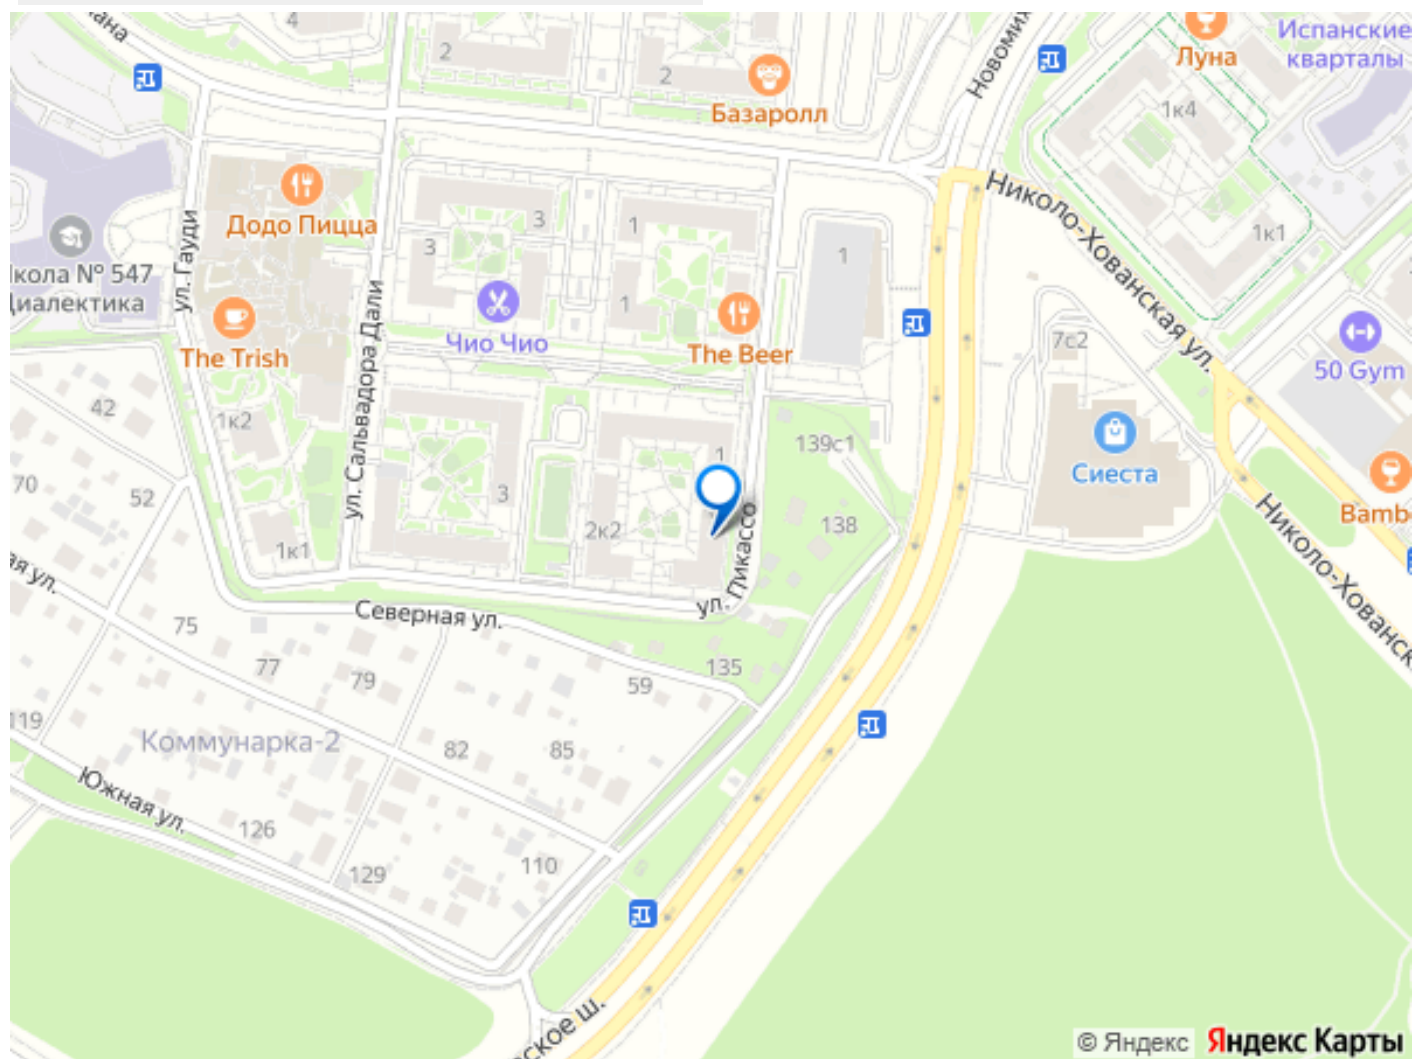 4
2
2
Базаролл
Новомих
Луна
Испанские
кварталы
1к4
Николо-Хованская ул.
1к1
Додо Пицца
ул. Гауди
кола № 547
иалектика
The Trish
ул. Сальвадора Дали
3
3
Чио Чио
1
1
The Beer
1
7с2
50 Gym
Сиеста
42
1к2
70
52
3
1
139с1
138
2к2
1к1
ул. Пикассо
Северная ул.
75
77
79
135
59
119
Коммунарка-2
82
85
Южная ул.
126
129
110
ское ш.
Николо-Хованск
© Яндекс Яндекс Карты